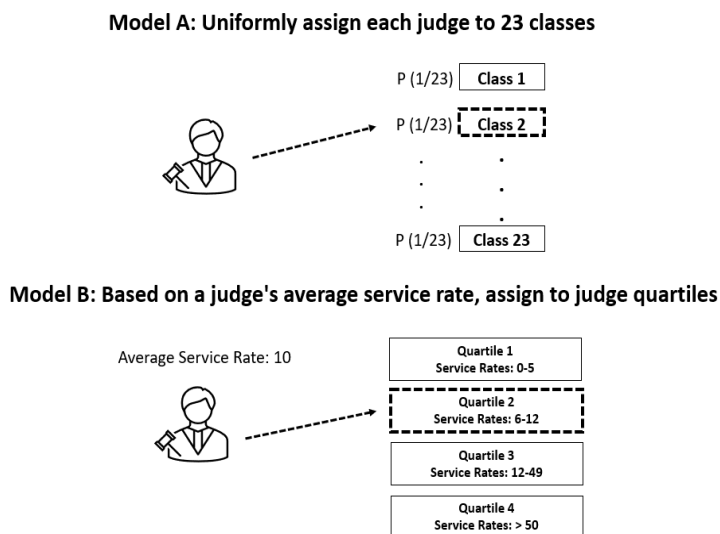 Model A: Uniformly assign each judge to 23 classes
P (1/23) Class 1
P (1/23) Class 2
P (1/23) Class 23
Model B: Based on a judge's average service rate, assign to judge quartiles
Average Service Rate: 10
Quartile 1
Service Rates: 0-5
Quartile 2
Service Rates: 6-12
Quartile 3
Service Rates: 12-49
Quartile 4
Service Rates: > 50